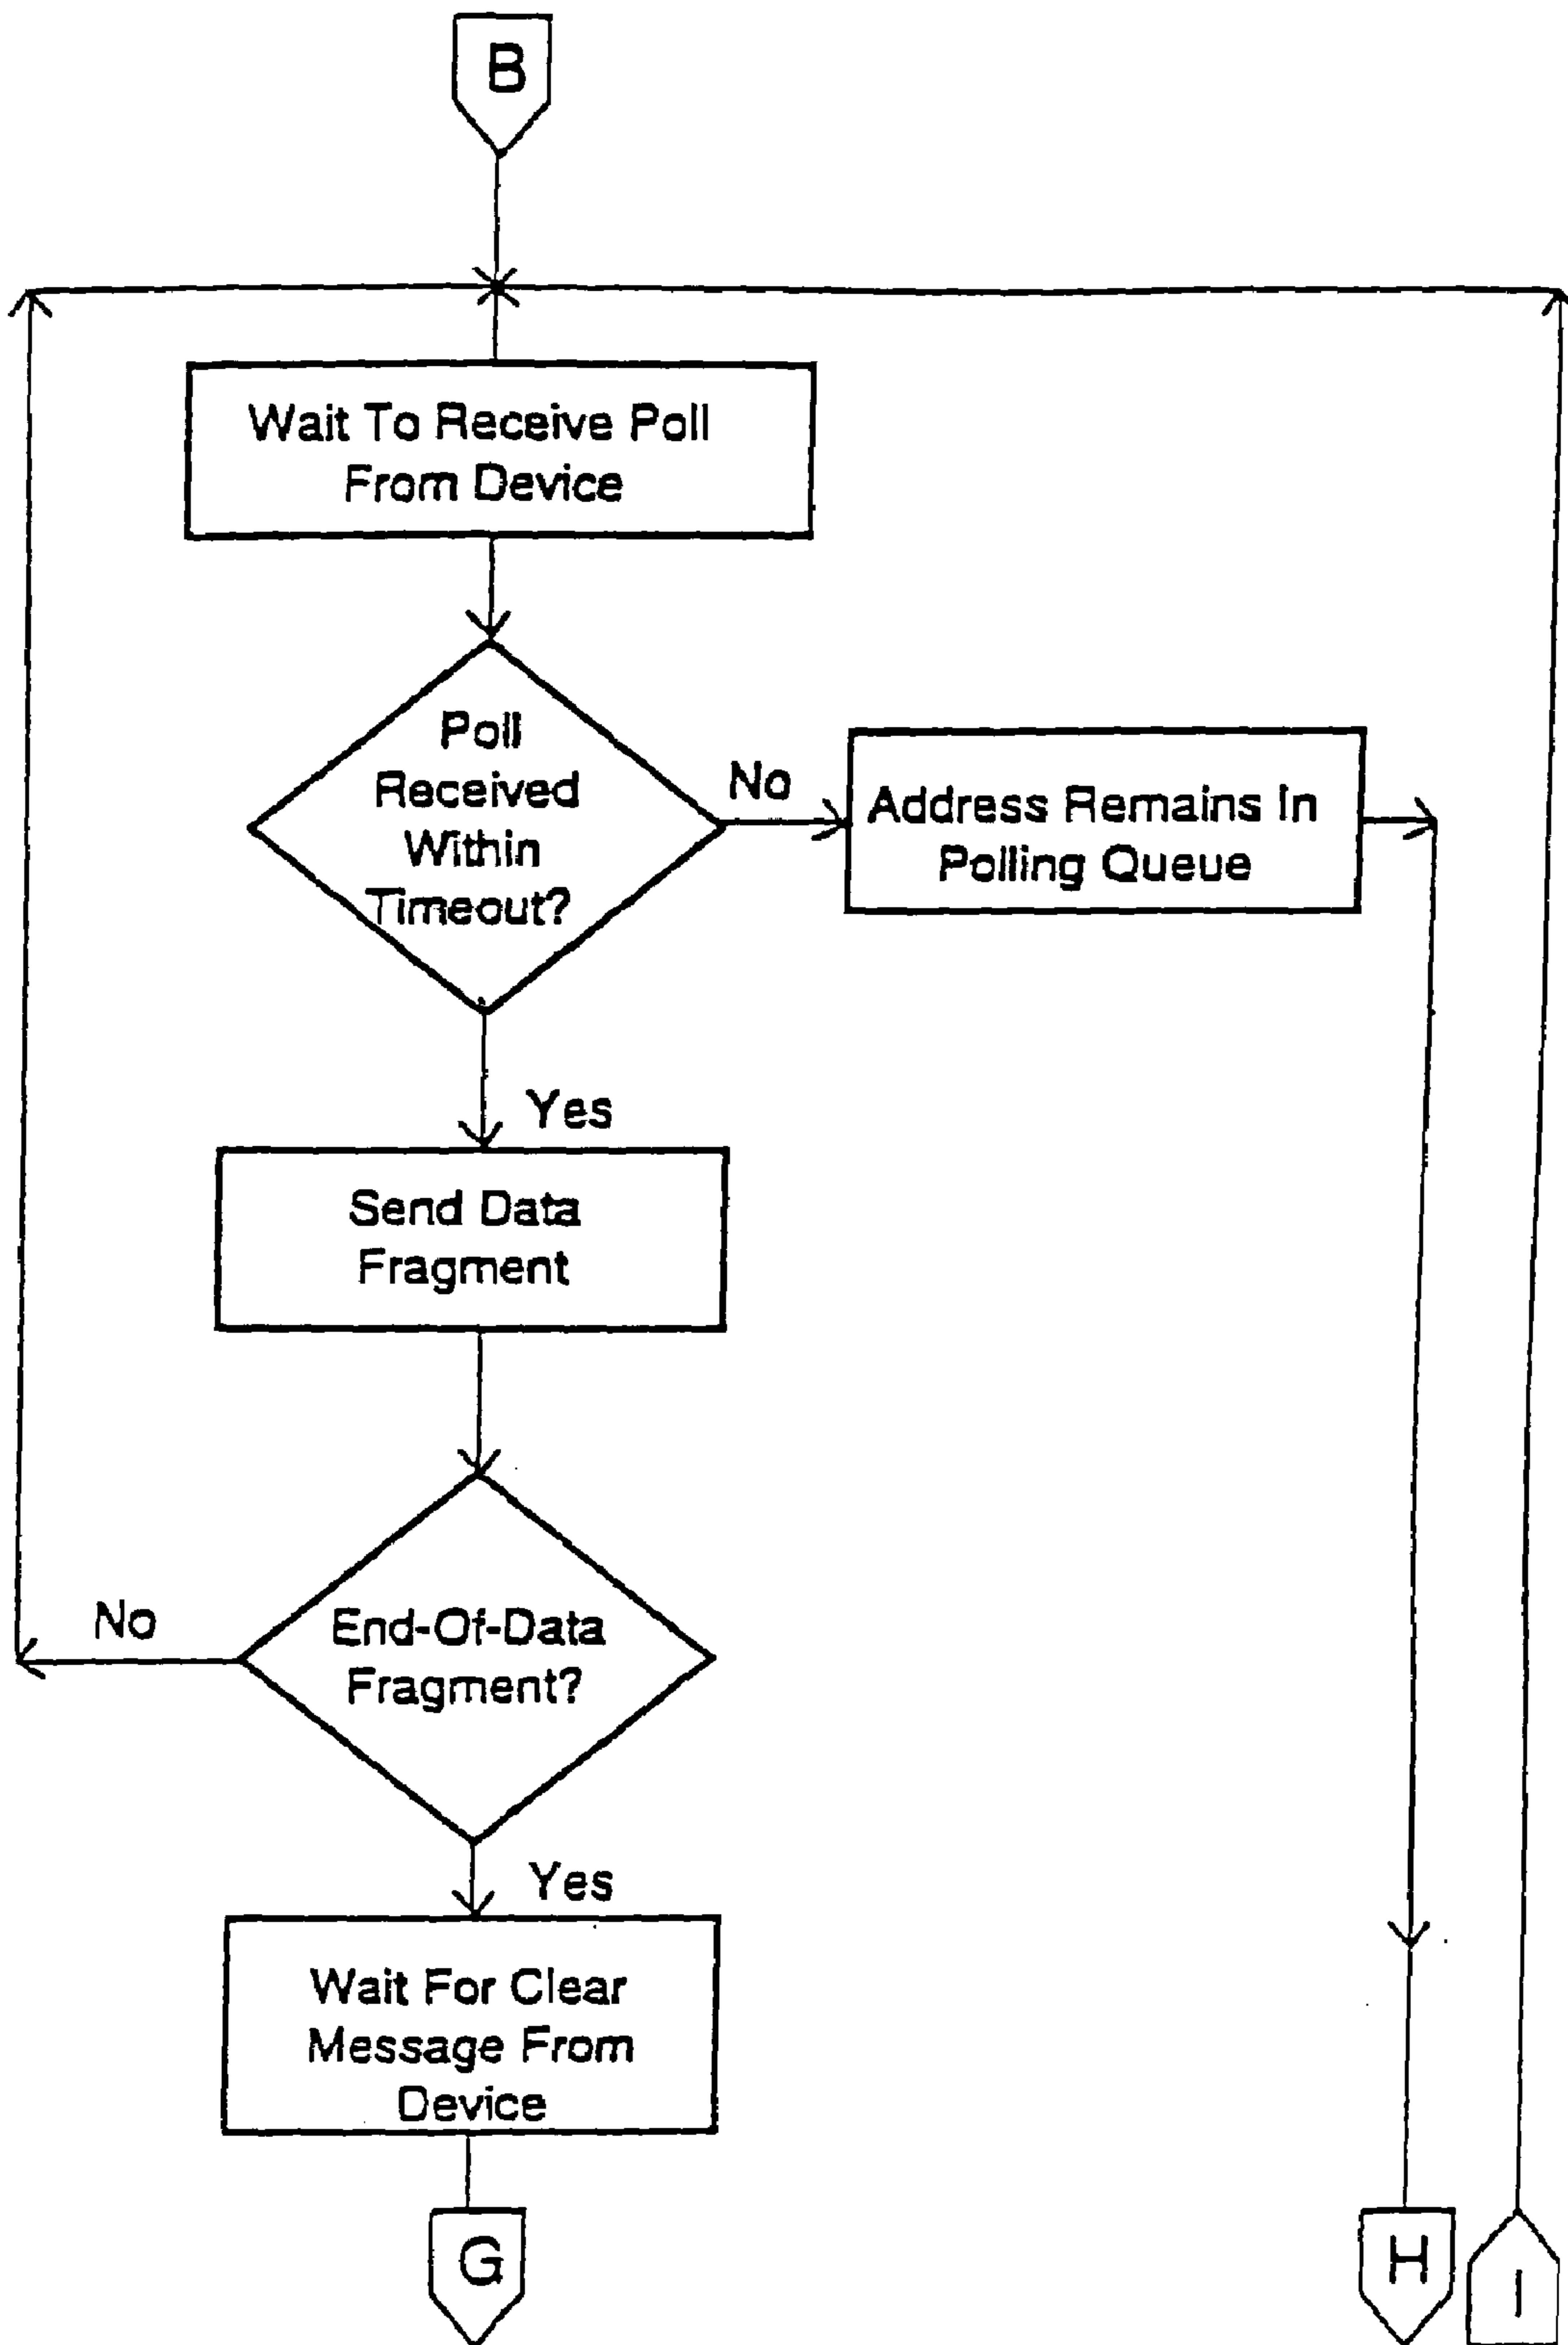 B
Wait To Receive Poll
From Device
Poll
Received
Within
Timeout?
No
Address Remains In
Polling Queue
Yes
Send Data
Fragment
No
End-Of-Data
Fragment?
Yes
Wait For Clear
Message From
Device
G
H
I